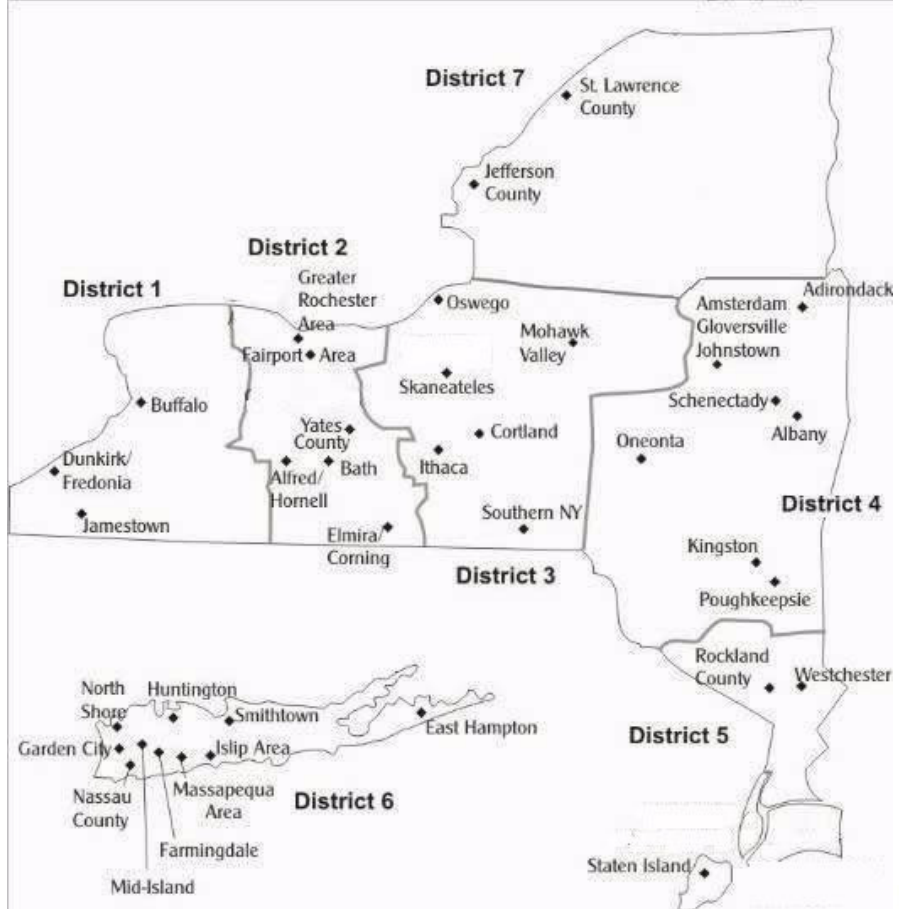 District 7
St. Lawrence
County
Jefferson
County
District 2
Greater
Rochester
Area
Fairport Area
Yates
County
Alfred/
Hornell
Bath
Elmira/
Corning
District 1
Buffalo
Dunkirk/
Fredonia
Jamestown
Oswego
Mohawk
Valley
Skaneateles
Cortland
Ithaca
Southern NY
District 3
Adirondack
Amsterdam
Gloversville
Johnstown
Schenectady
Albany
Oneonta
District 4
Kingston
Poughkeepsie
Rockland
County
Westchester
District 5
Staten Island
North
Shore
Huntington
Smithtown
East Hampton
Garden City
Islip Area
Nassau
County
Massapequa
Area
District 6
Farmingdale
Mid-Island